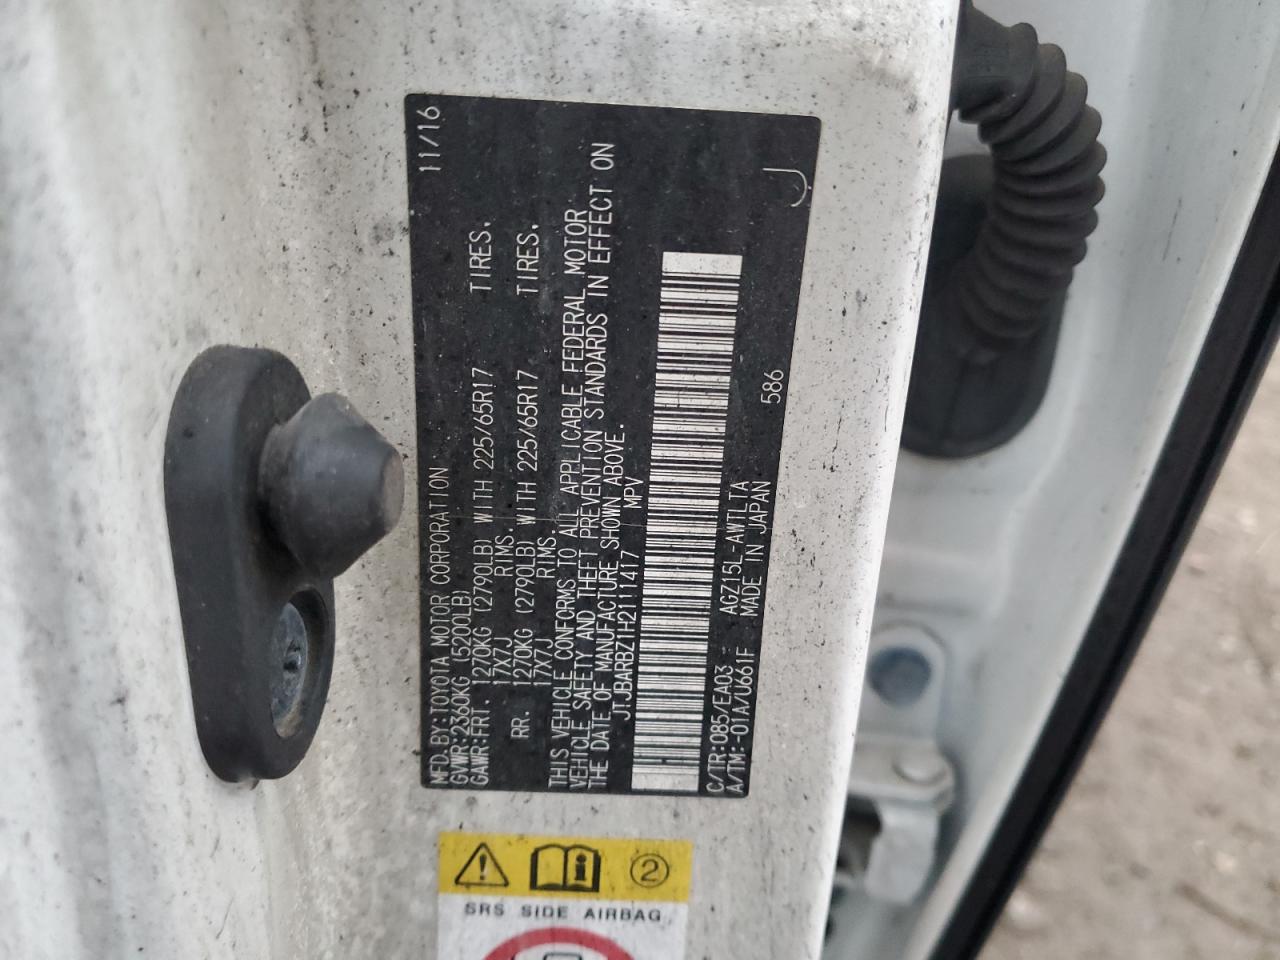 MFD.BY:TOYOTA MOTOR CORPORATION 11/16
GVWR:2360KG (5200LB)
GAWR:FRT. 1270KG (2790LB) WITH 225/65R17 TIRES.
17X7J RIMS.
RR. 1270KG (2790LB) WITH 225/65R17 TIRES.
17X7J RIMS.
THIS VEHICLE CONFORMS TO ALL APPLICABLE FEDERAL MOTOR
VEHICLE SAFETY AND THEFT PREVENTION STANDARDS IN EFFECT ON
THE DATE OF MANUFACTURE SHOWN ABOVE.
JTJBARBZ1H2111417 MPV
C/TR:085/EA03 - AGZ15L-AWTLTA 586 J
A/TM:-01A/U661F MADE IN JAPAN
2
SRS SIDE AIRBAG